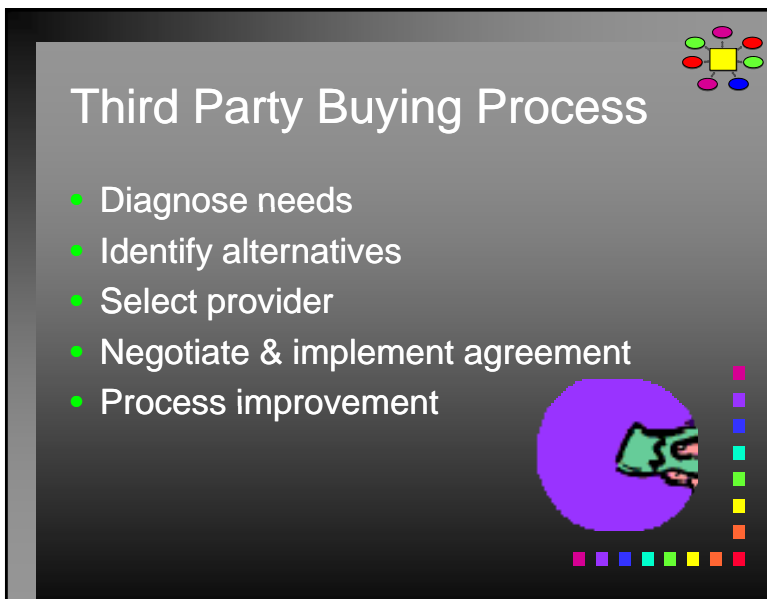 Third Party Buying Process
• Diagnose needs
• Identify alternatives
• Select provider
• Negotiate & implement agreement
• Process improvement